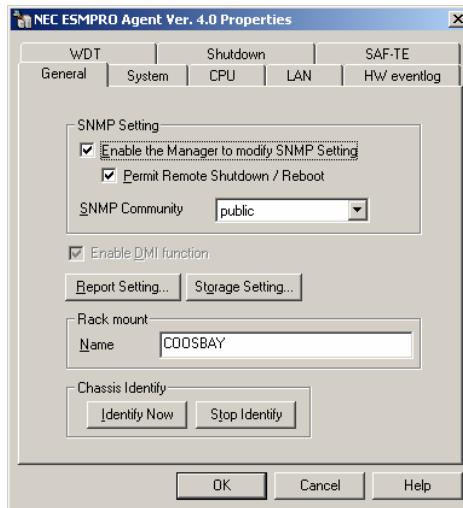 NEC ESMPRO Agent Ver. 4.0 Properties
WDT Shutdown SAF-TE
General System CPU LAN HW eventlog
SNMP Setting
Enable the Manager to modify SNMP Setting
Permit Remote Shutdown / Reboot
SNMP Community public
Enable DMI function
Report Setting... Storage Setting...
Rack mount
Name COOSBAY
Chassis Identify
Identify Now Stop Identify
OK Cancel Help